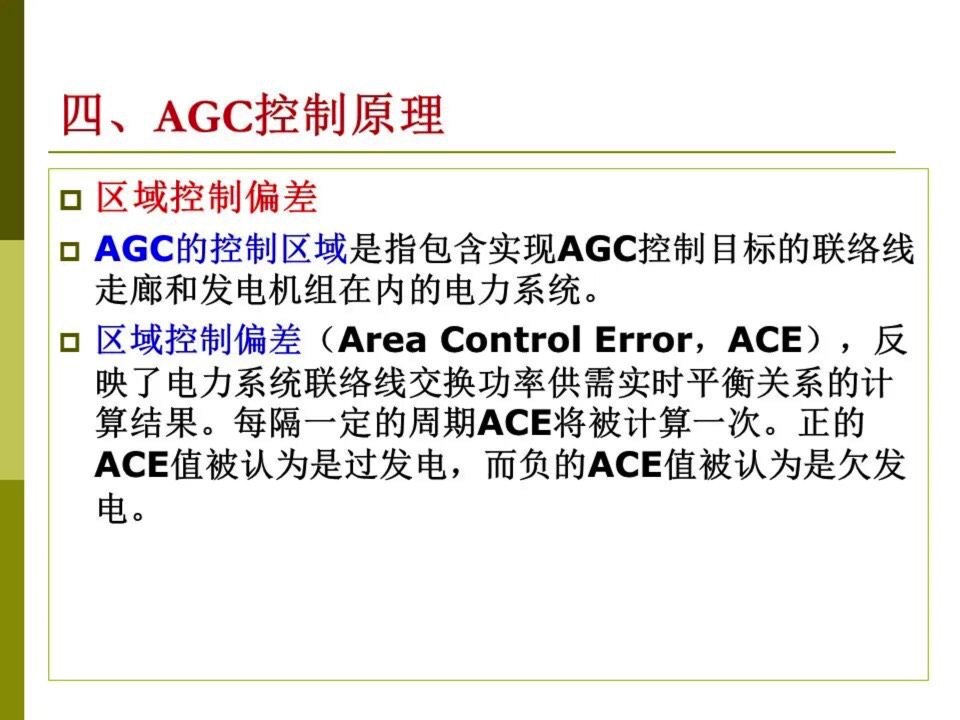 四、AGC控制原理
区域控制偏差
AGC的控制区域是指包含实现AGC控制目标的联络线
走廊和发电机组在内的电力系统。
区域控制偏差（Area Control Error，ACE），反
映了电力系统联络线交换功率供需实时平衡关系的计
算结果。每隔一定的周期ACE将被计算一次。正的
ACE值被认为是过发电，而负的ACE值被认为是欠发
电。